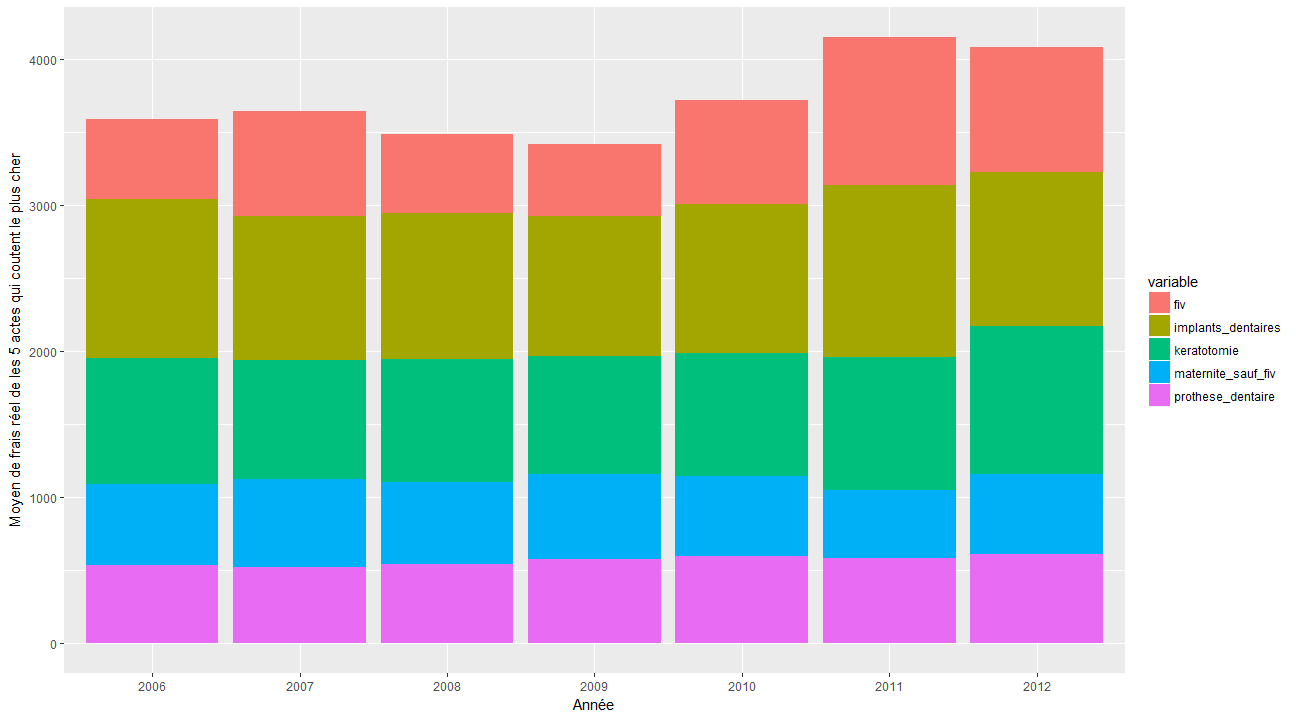 Moyen de frais réel de les 5 actes qui coutent le plus cher
4000
3000
2000
1000
0
2006 2007 2008 2009 2010 2011 2012
Année
variable
fiv
implants_dentaires
keratotomie
maternite_sauf_fiv
prothese_dentaire